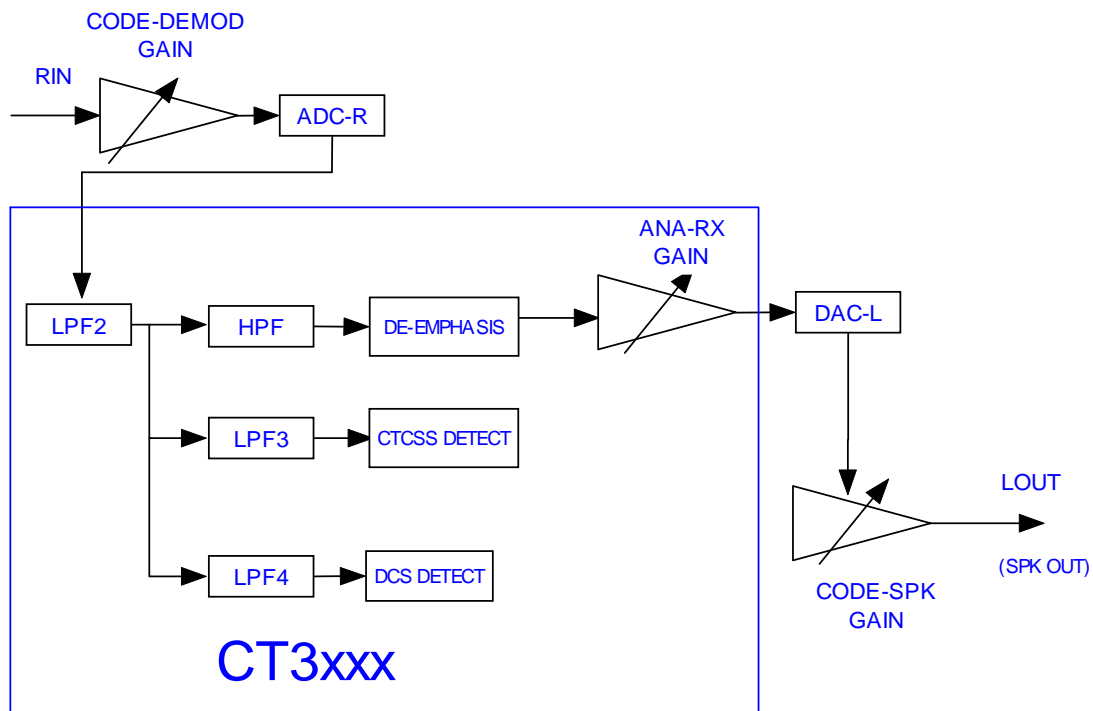 CODE-DEMOD
GAIN
RIN
ADC-R
ANA-RX
GAIN
LPF2
HPF
DE-EMPHASIS
DAC-L
LPF3
CTCSS DETECT
LOUT
(SPK OUT)
LPF4
DCS DETECT
CODE-SPK
GAIN
CT3xxx